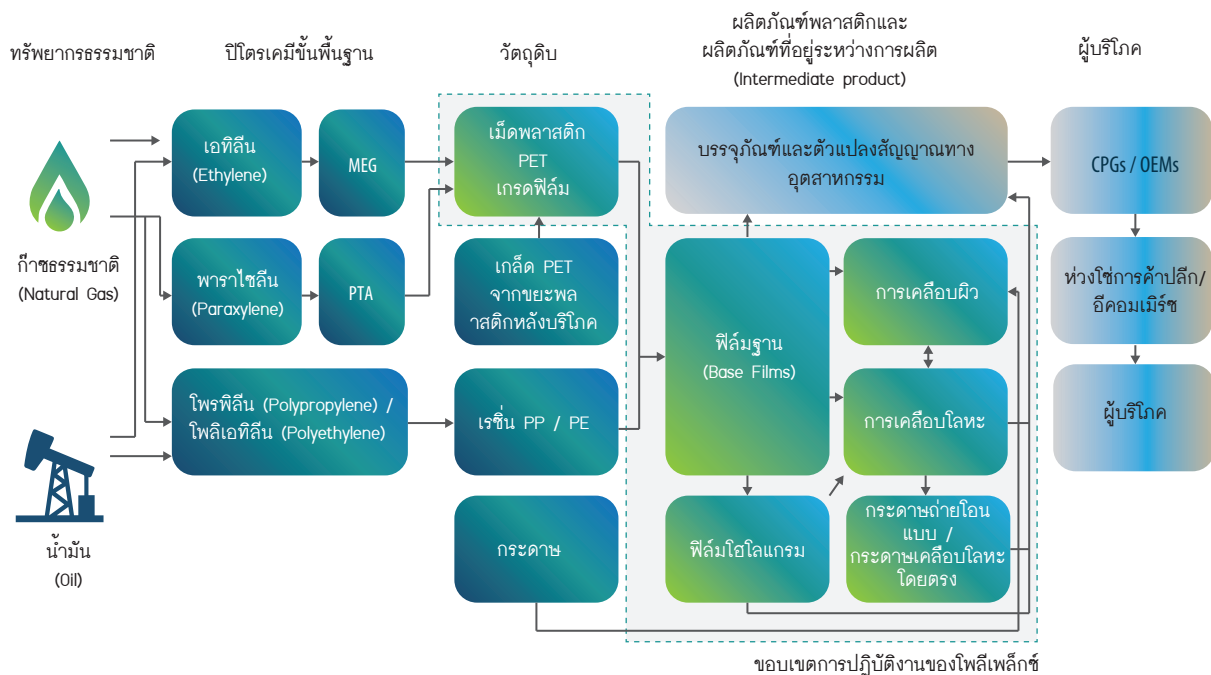 ทรัพยากรธรรมชาติ
ปิโตรเคมีขั้นพื้นฐาน
วัตถุดิบ
ผลิตภัณฑ์พลาสติกและ
ผลิตภัณฑ์ที่อยู่ระหว่างการผลิต
(Intermediate product)
ผู้บริโภค
ก๊าซธรรมชาติ
(Natural Gas)
น้ำมัน
(Oil)
เอทิลีน
(Ethylene)
MEG
พาราไซลีน
(Paraxylene)
PTA
โพรพิลีน (Polypropylene) /
โพลิเอทิลีน (Polyethylene)
เม็ดพลาสติก
PET
เกรดฟิล์ม
เกล็ด PET
จากขยะพล
าสติกหลังบริโภค
เรซิ่น PP / PE
กระดาษ
บรรจุภัณฑ์และตัวแปลงสัญญาณทาง
อุตสาหกรรม
ฟิล์มฐาน
(Base Films)
การเคลือบผิว
การเคลือบโลหะ
ฟิล์มโฮโลแกรม
กระดาษถ่ายโอน
แบบ /
กระดาษเคลือบโลหะ
โดยตรง
CPGs / OEMs
ห่วงโซ่การค้าปลีก/
อีคอมเมิร์ซ
ผู้บริโภค
ขอบเขตการปฏิบัติงานของโพลีเพล็กซ์